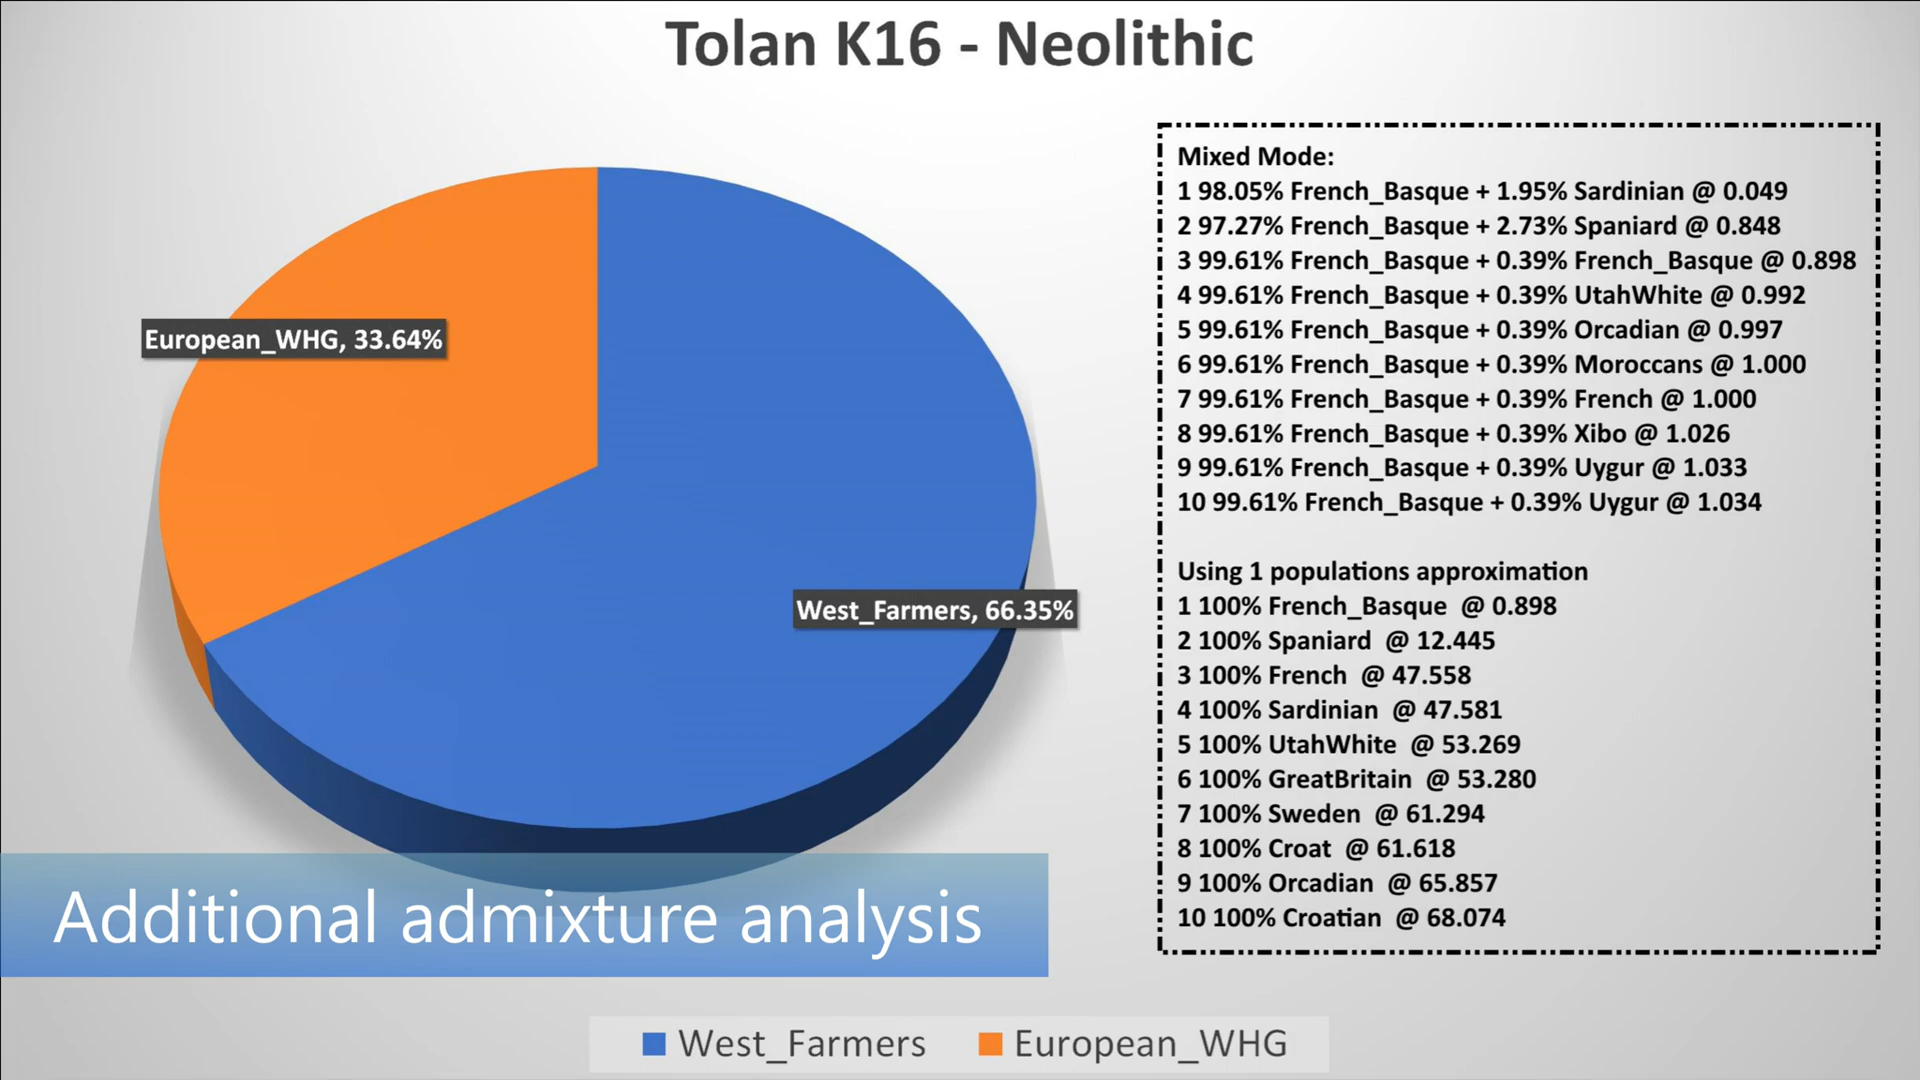 Tolan K16 - Neolithic
European_WHG, 33.64%
West_Farmers, 66.35%
Mixed Mode:
1 98.05% French_Basque + 1.95% Sardinian @ 0.049
2 97.27% French_Basque + 2.73% Spaniard @ 0.848
3 99.61% French_Basque + 0.39% French_Basque @ 0.898
4 99.61% French_Basque + 0.39% UtahWhite @ 0.992
5 99.61% French_Basque + 0.39% Orcadian @ 0.997
6 99.61% French_Basque + 0.39% Moroccans @ 1.000
7 99.61% French_Basque + 0.39% French @ 1.000
8 99.61% French_Basque + 0.39% Xibo @ 1.026
9 99.61% French_Basque + 0.39% Uygur @ 1.033
10 99.61% French_Basque + 0.39% Uygur @ 1.034
Using 1 populations approximation
1 100% French_Basque @ 0.898
2 100% Spaniard @ 12.445
3 100% French @ 47.558
4 100% Sardinian @ 47.581
5 100% UtahWhite @ 53.269
6 100% GreatBritain @ 53.280
7 100% Sweden @ 61.294
8 100% Croat @ 61.618
9 100% Orcadian @ 65.857
10 100% Croatian @ 68.074
Additional admixture analysis
West_Farmers
European_WHG